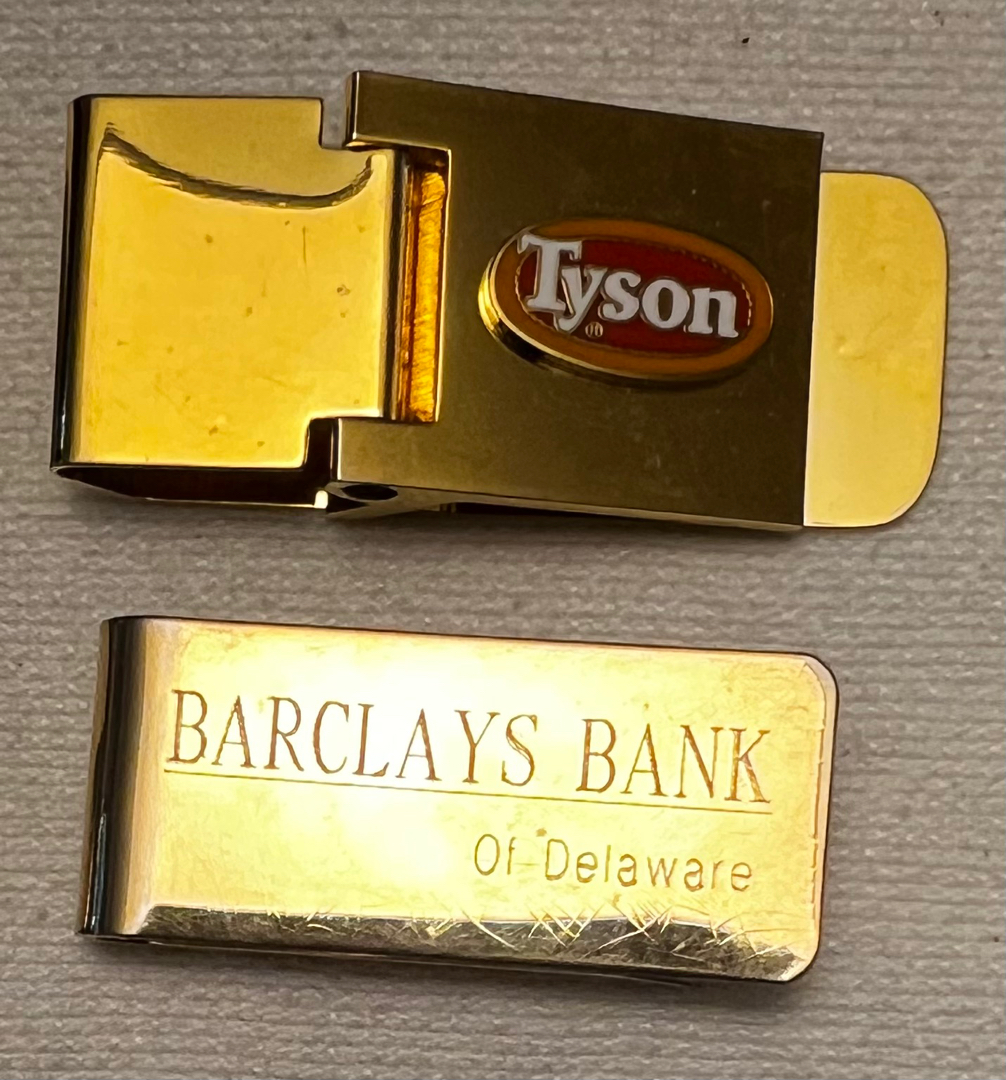 Tyson
®
BARCLAYS BANK
Of Delaware